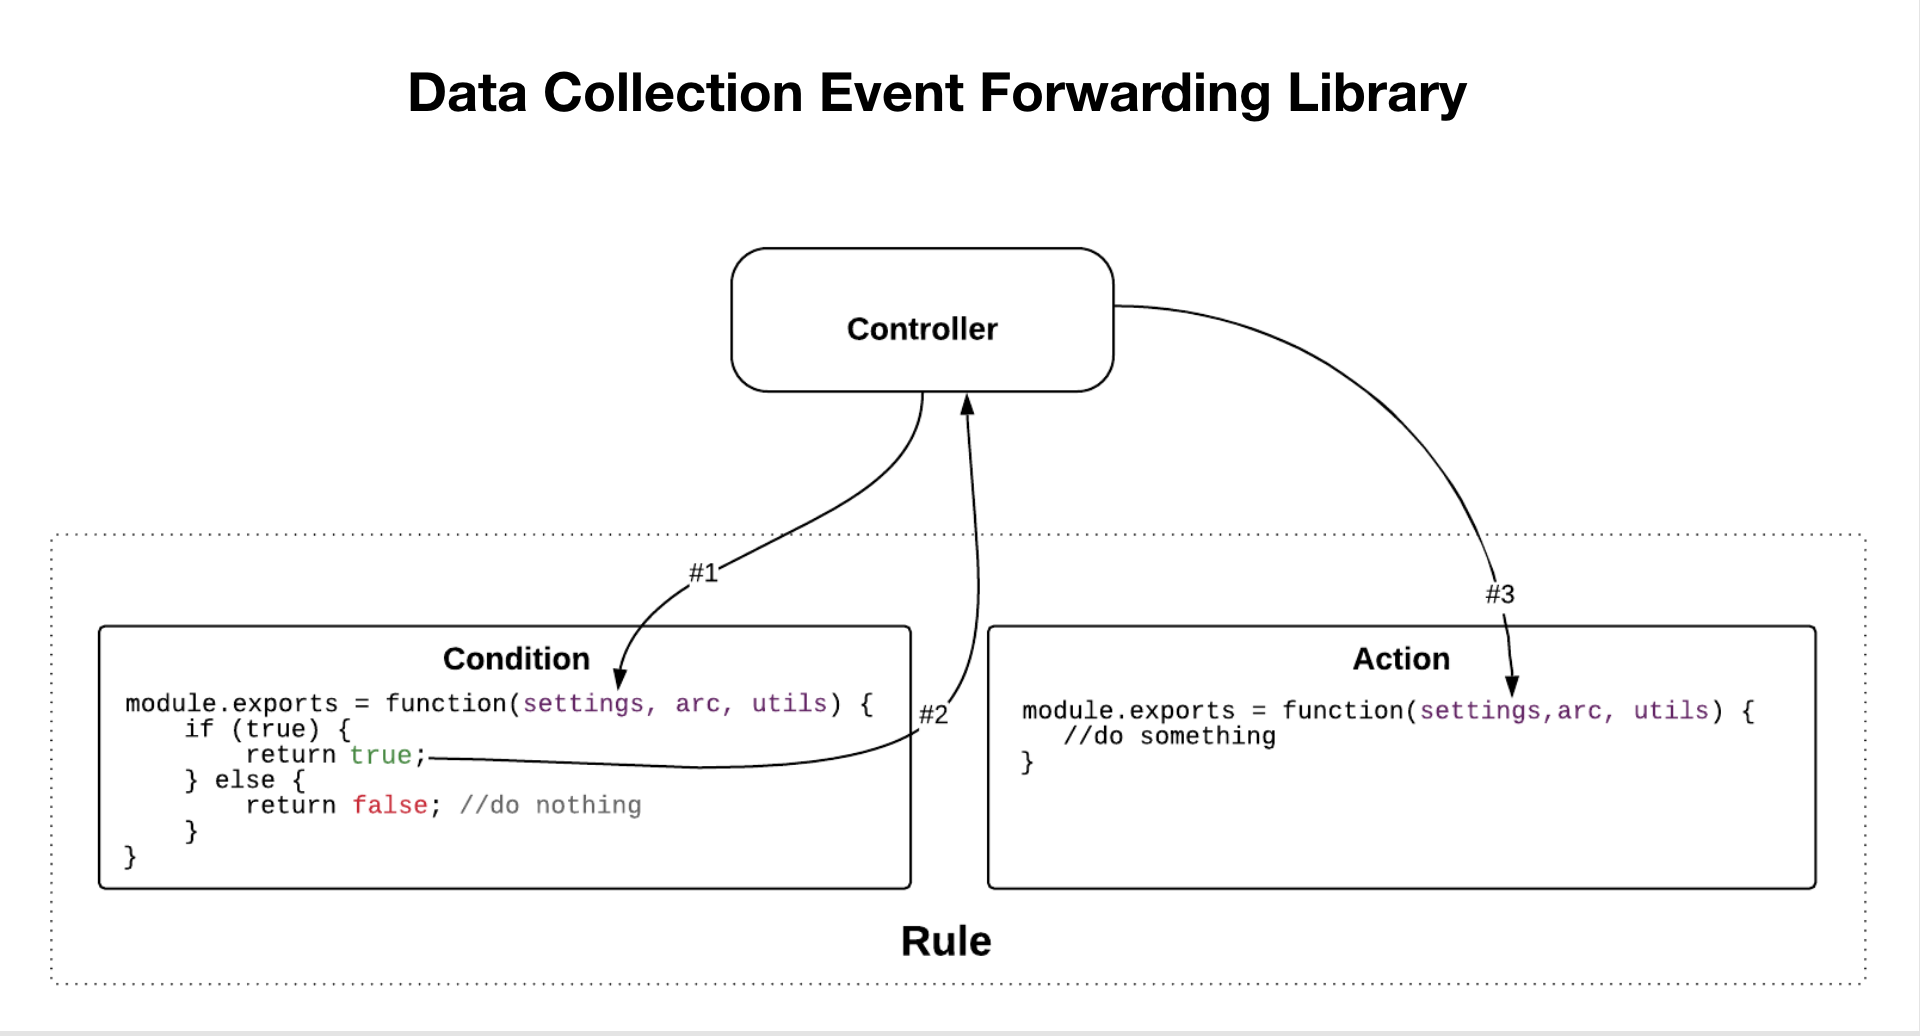 Data Collection Event Forwarding Library
Controller
#1
#2
#3
Condition
module.exports = function(settings, arc, utils) {
    if (true) {
        return true;
    } else {
        return false; //do nothing
    }
}
Action
module.exports = function(settings,arc, utils) {
   //do something
}
Rule